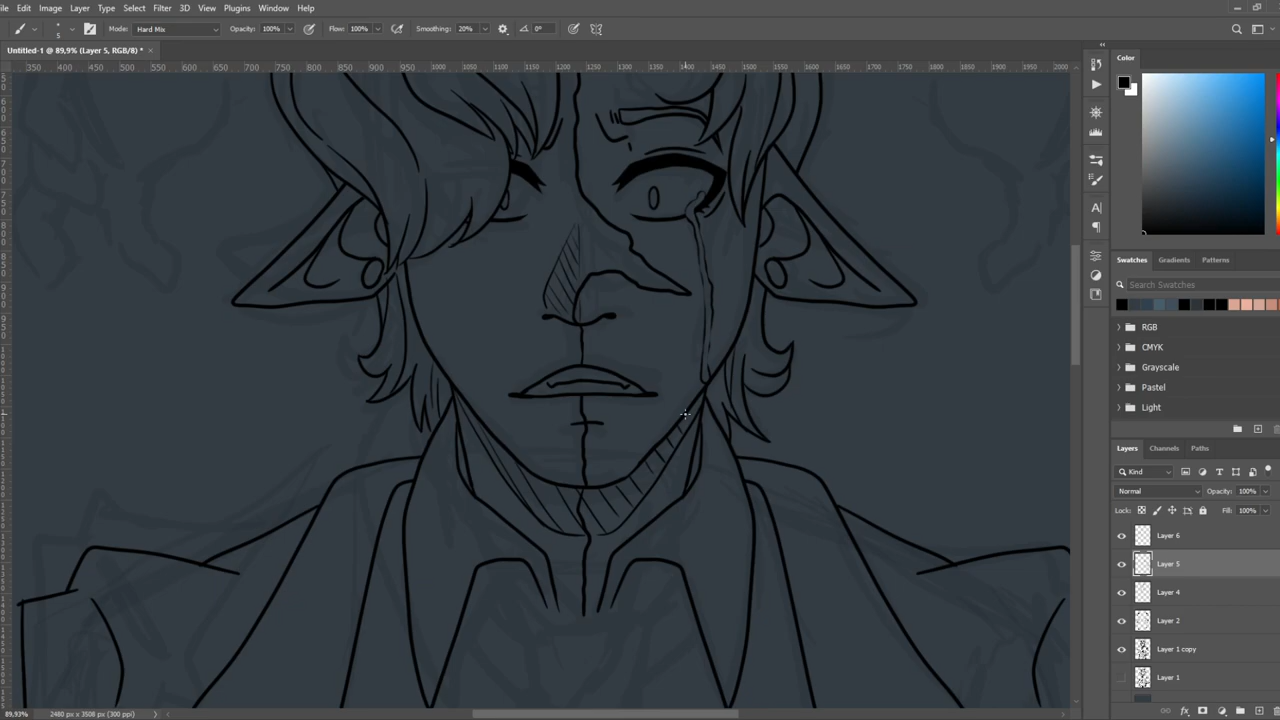 Edit Image Layer Type Select Filter 3D View Plugins Window Help
5 Mode: Hard Mix Opacity: 100% Flow: 100% Smoothing: 20% 0°
Untitled-1 @ 89,9% (Layer 5, RGB/8) * ×
350 400 450 500 550 600 650 700 750 800 850 900 950 1000 1050 1100 1150 1200 1250 1300 1350 1400 1450 1500 1550 1600 1650 1700 1750 1800 1850 1900 1950 2000
Color
Swatches Gradients Patterns
Search Swatches
RGB
CMYK
Grayscale
Pastel
Light
Layers Channels Paths
Kind
Normal Opacity: 100%
Lock: Fill: 100%
Layer 6
Layer 5
Layer 4
Layer 2
Layer 1 copy
Layer 1
89,93% 2480 px x 3508 px (300 ppi)